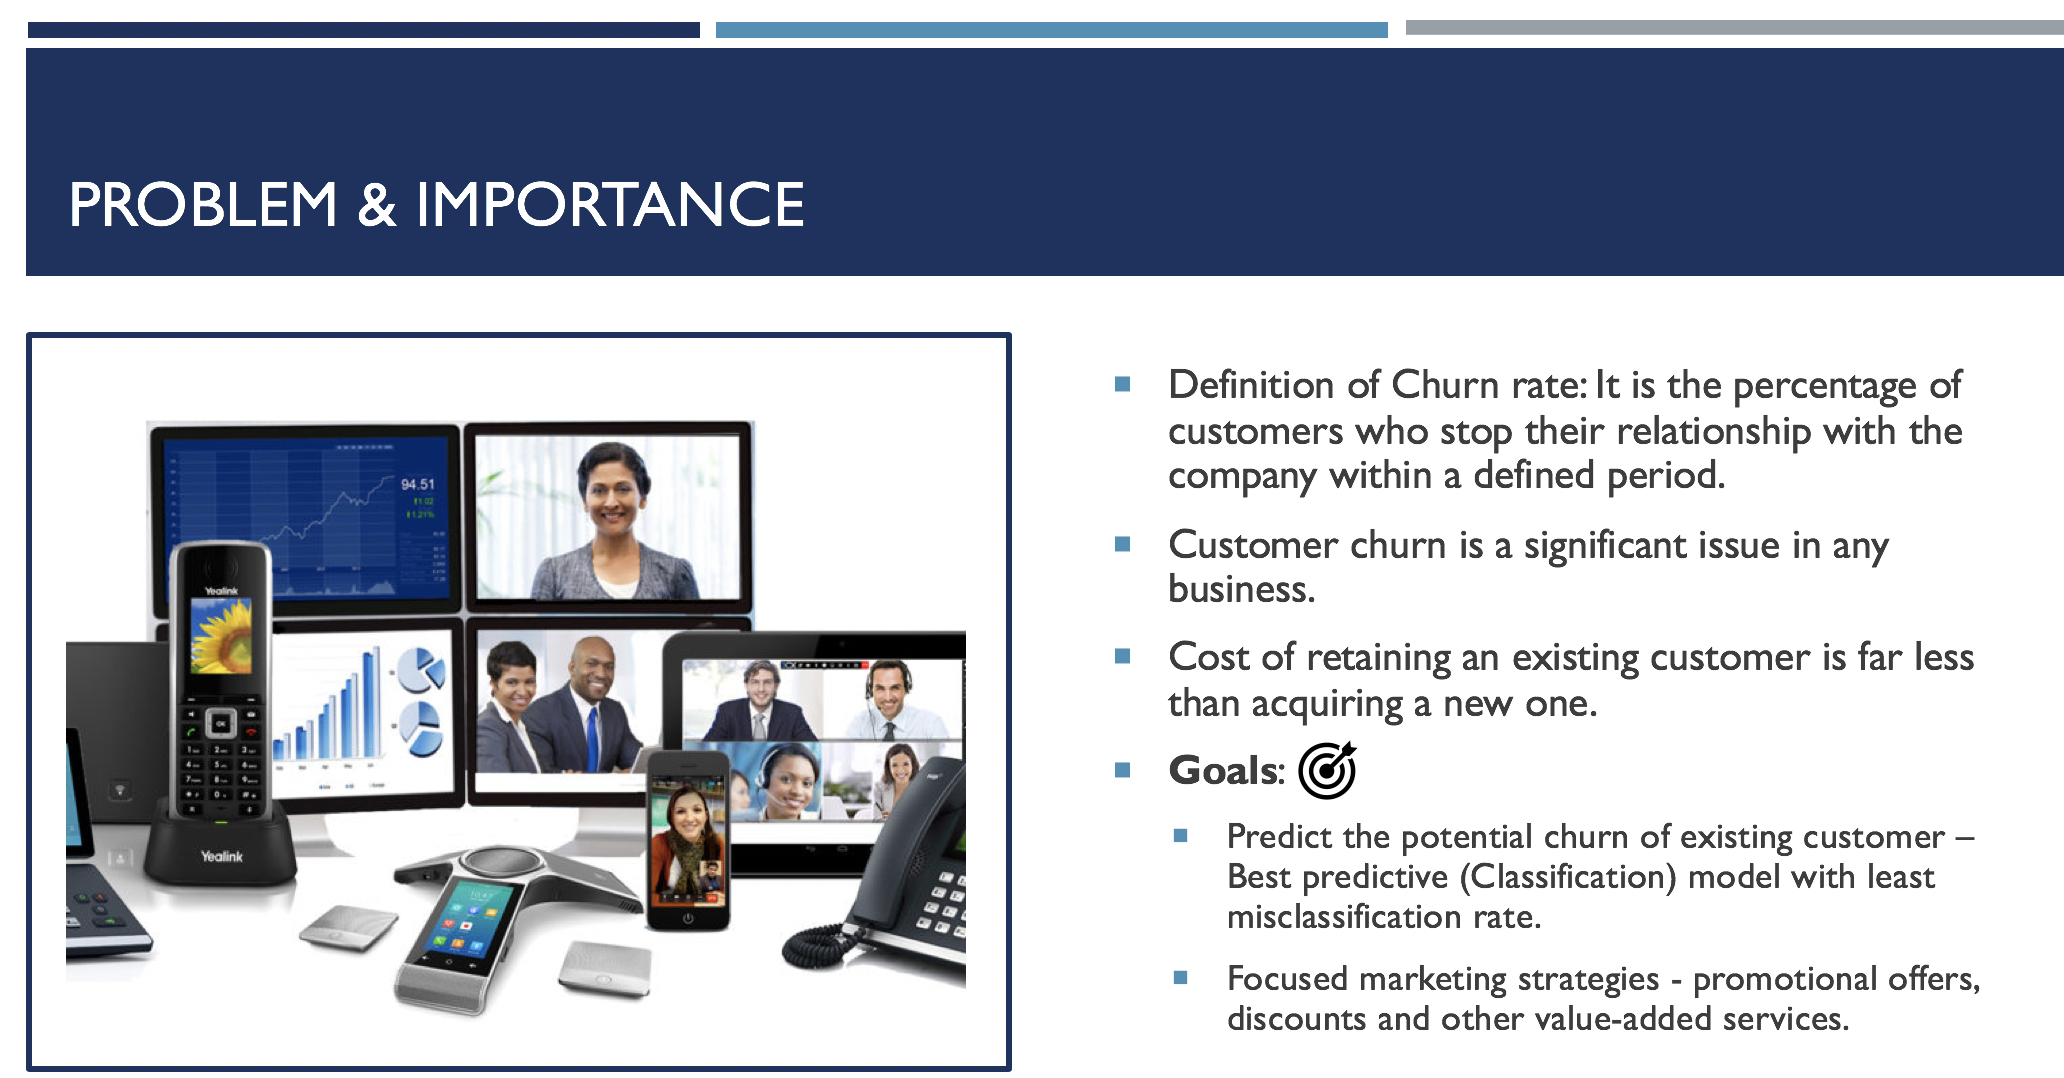 PROBLEM & IMPORTANCE
94.51
Yealink
OK
Yealink
Definition of Churn rate: It is the percentage of
customers who stop their relationship with the
company within a defined period.
Customer churn is a significant issue in any
business.
Cost of retaining an existing customer is far less
than acquiring a new one.
Goals:
Predict the potential churn of existing customer –
Best predictive (Classification) model with least
misclassification rate.
Focused marketing strategies - promotional offers,
discounts and other value-added services.